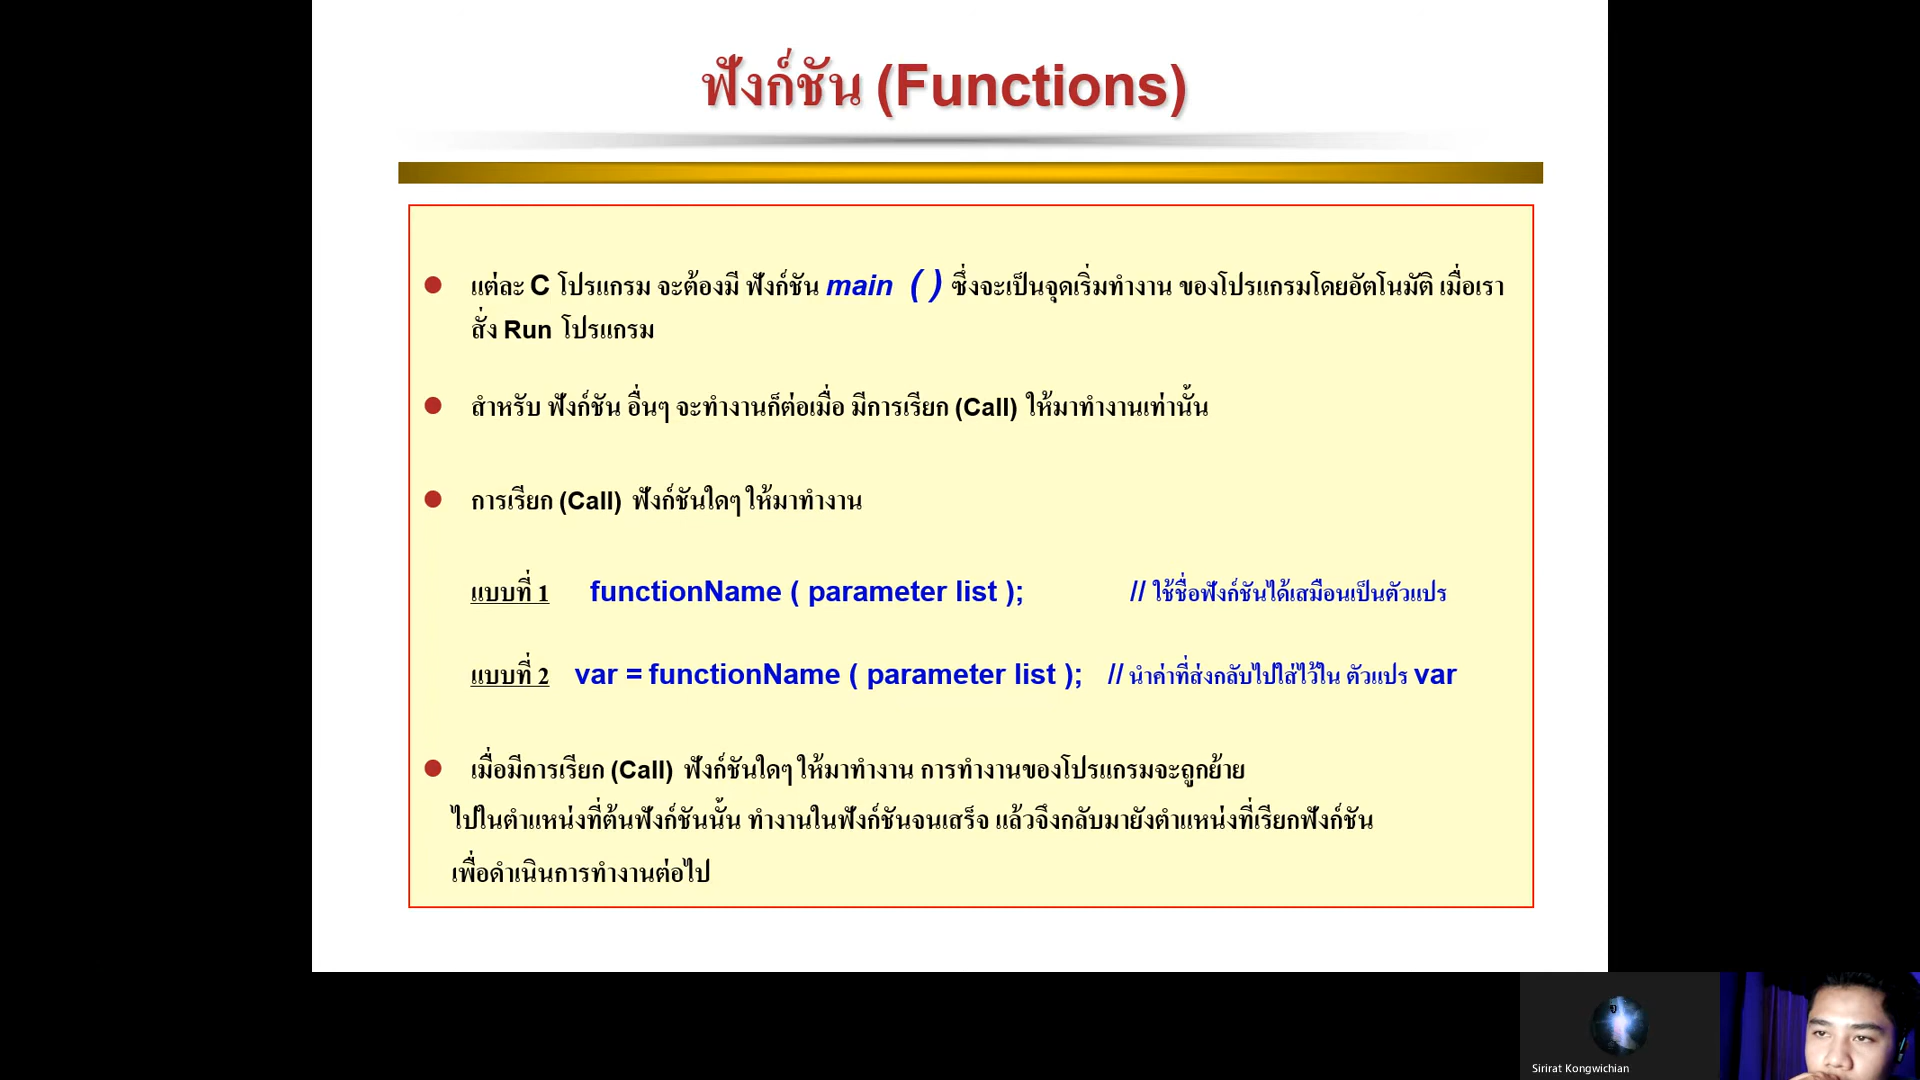 ฟังก์ชัน (Functions)
แต่ละ C โปรแกรม จะต้องมี ฟังก์ชัน main ( ) ซึ่งจะเป็นจุดเริ่มทำงาน ของโปรแกรมโดยอัตโนมัติ เมื่อเรา
สั่ง Run โปรแกรม
สำหรับ ฟังก์ชัน อื่นๆ จะทำงานก็ต่อเมื่อ มีการเรียก (Call) ให้มาทำงานเท่านั้น
การเรียก (Call) ฟังก์ชันใดๆ ให้มาทำงาน
แบบที่ 1 functionName ( parameter list ); // ใช้ชื่อฟังก์ชันได้เสมือนเป็นตัวแปร
แบบที่ 2 var = functionName ( parameter list ); // นำค่าที่ส่งกลับไปใส่ไว้ใน ตัวแปร var
เมื่อมีการเรียก (Call) ฟังก์ชันใดๆ ให้มาทำงาน การทำงานของโปรแกรมจะถูกย้าย
ไปในตำแหน่งที่ต้นฟังก์ชันนั้น ทำงานในฟังก์ชันจนเสร็จ แล้วจึงกลับมายังตำแหน่งที่เรียกฟังก์ชัน
เพื่อดำเนินการทำงานต่อไป
Sirirat Kongwichian